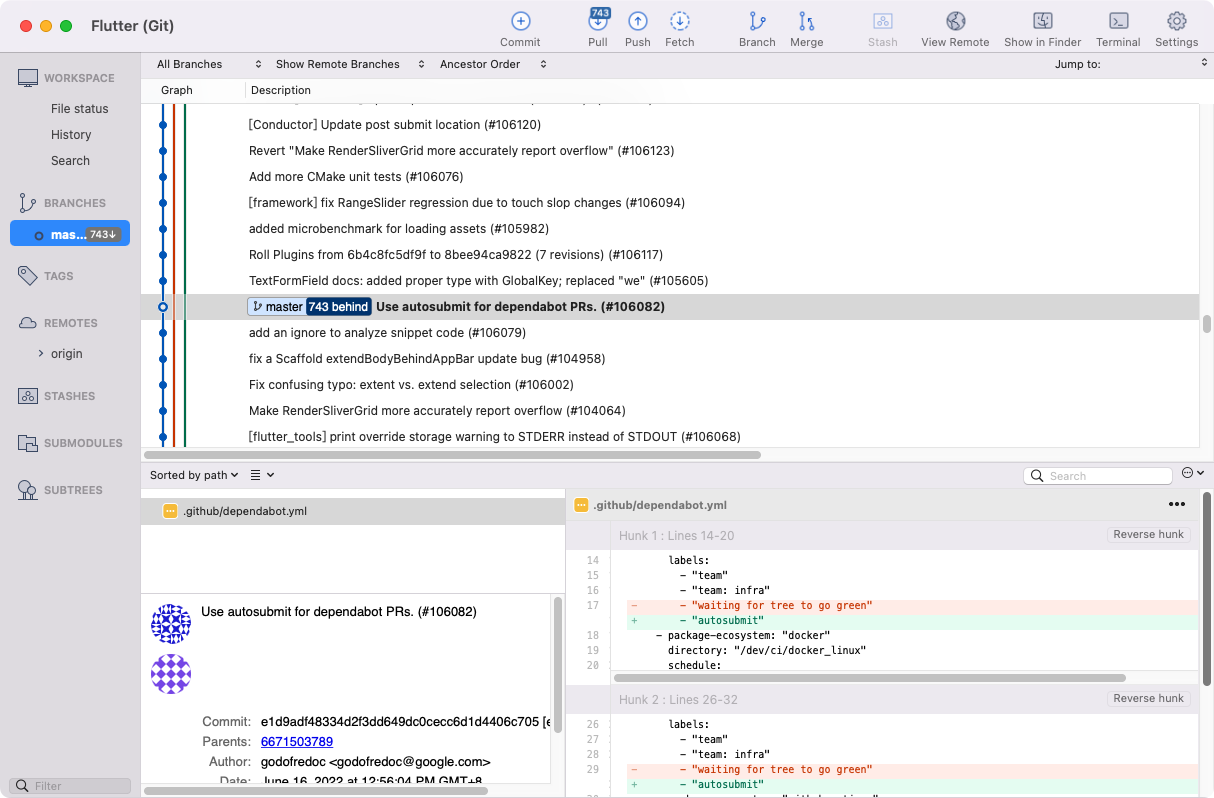 Flutter (Git)
743
Commit
Pull
Push
Fetch
Branch
Merge
Stash
View Remote
Show in Finder
Terminal
Settings
WORKSPACE
File status
History
Search
BRANCHES
mas... 743↓
TAGS
REMOTES
origin
STASHES
SUBMODULES
SUBTREES
Filter
All Branches
Show Remote Branches
Ancestor Order
Jump to:
Graph
Description
[Conductor] Update post submit location (#106120)
Revert "Make RenderSliverGrid more accurately report overflow" (#106123)
Add more CMake unit tests (#106076)
[framework] fix RangeSlider regression due to touch slop changes (#106094)
added microbenchmark for loading assets (#105982)
Roll Plugins from 6b4c8fc5df9f to 8bee94ca9822 (7 revisions) (#106117)
TextFormField docs: added proper type with GlobalKey; replaced "we" (#105605)
master 743 behind Use autosubmit for dependabot PRs. (#106082)
add an ignore to analyze snippet code (#106079)
fix a Scaffold extendBodyBehindAppBar update bug (#104958)
Fix confusing typo: extent vs. extend selection (#106002)
Make RenderSliverGrid more accurately report overflow (#104064)
[flutter_tools] print override storage warning to STDERR instead of STDOUT (#106068)
Sorted by path
Search
.github/dependabot.yml
Use autosubmit for dependabot PRs. (#106082)
Commit: e1d9adf48334d2f3dd649dc0cecc6d1d4406c705 [e
Parents: 6671503789
Author: godofredoc <godofredoc@google.com>
Date: June 16, 2022 at 12:56:04 PM GMT+8
.github/dependabot.yml
Hunk 1 : Lines 14-20
Reverse hunk
14 labels:
15 - "team"
16 - "team: infra"
17 - - "waiting for tree to go green"
+ - "autosubmit"
18 - package-ecosystem: "docker"
19 directory: "/dev/ci/docker_linux"
20 schedule:
Hunk 2 : Lines 26-32
Reverse hunk
26 labels:
27 - "team"
28 - "team: infra"
29 - - "waiting for tree to go green"
+ - "autosubmit"